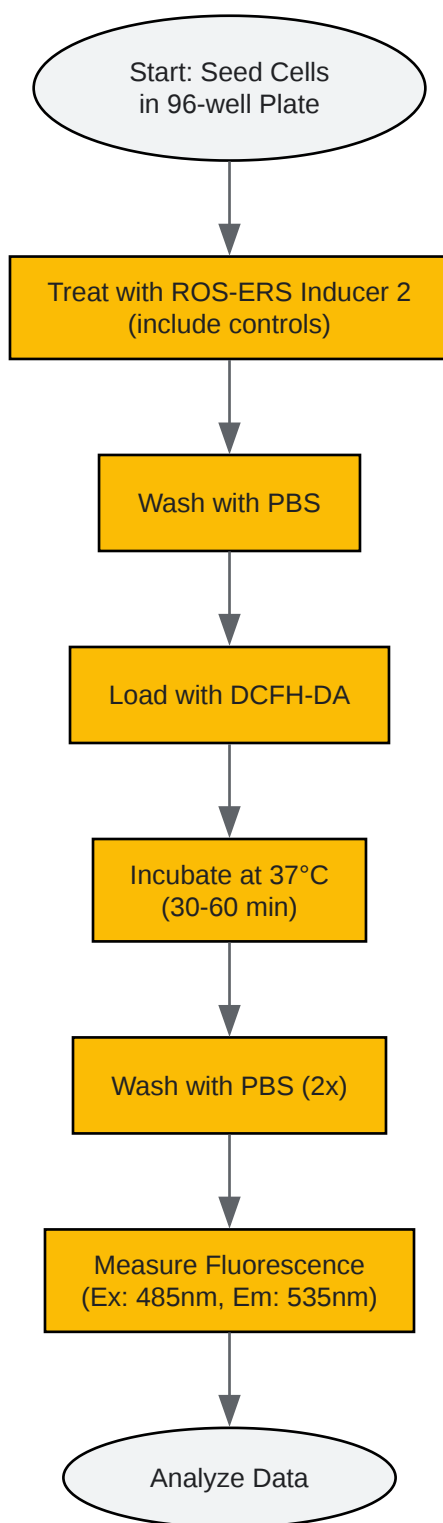 Start: Seed Cells
in 96-well Plate
Treat with ROS-ERS Inducer 2
(include controls)
Wash with PBS
Load with DCFH-DA
Incubate at 37°C
(30-60 min)
Wash with PBS (2x)
Measure Fluorescence
(Ex: 485nm, Em: 535nm)
Analyze Data